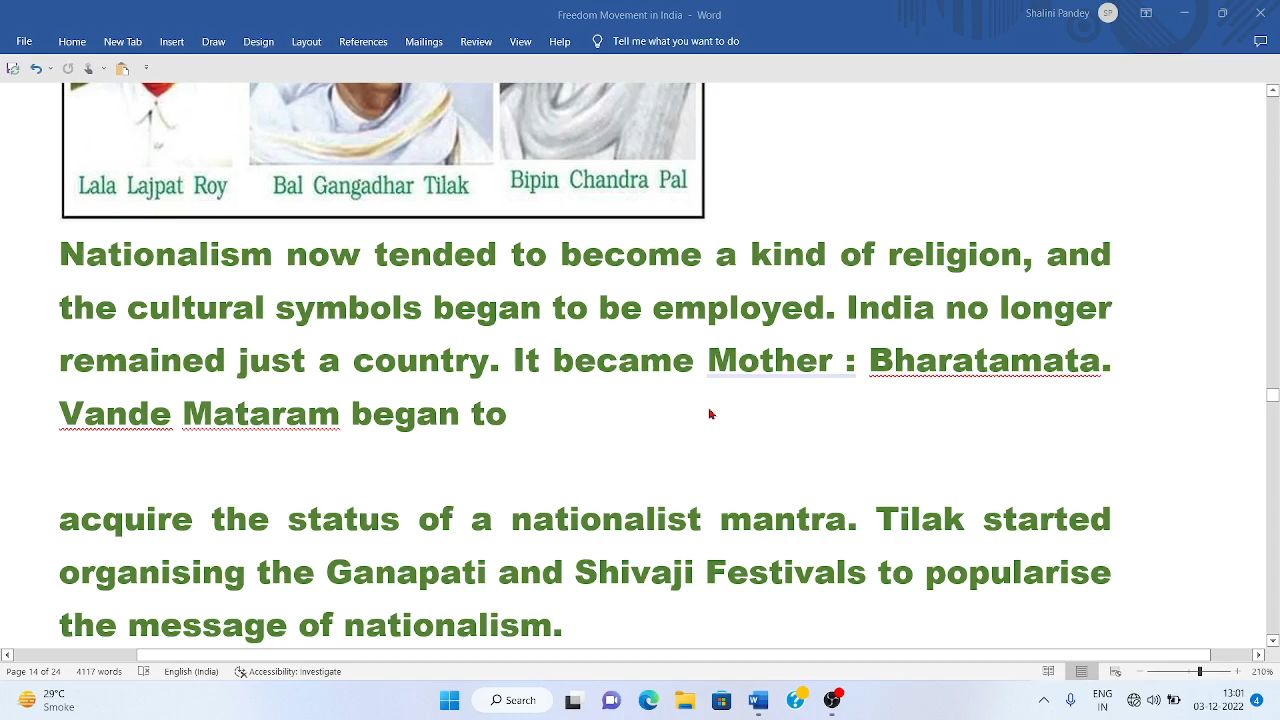 Freedom Movement in India - Word
Shalini Pandey SP
File Home New Tab Insert Draw Design Layout References Mailings Review View Help Tell me what you want to do
Lala Lajpat Roy Bal Gangadhar Tilak Bipin Chandra Pal
Nationalism now tended to become a kind of religion, and
the cultural symbols began to be employed. India no longer
remained just a country. It became Mother : Bharatamata.
Vande Mataram began to
acquire the status of a nationalist mantra. Tilak started
organising the Ganapati and Shivaji Festivals to popularise
the message of nationalism.
Page 14 of 24 4117 words English (India) Accessibility: Investigate 210%
29°C
Smoke
Search
ENG
IN
13:01
03-12-2022
4